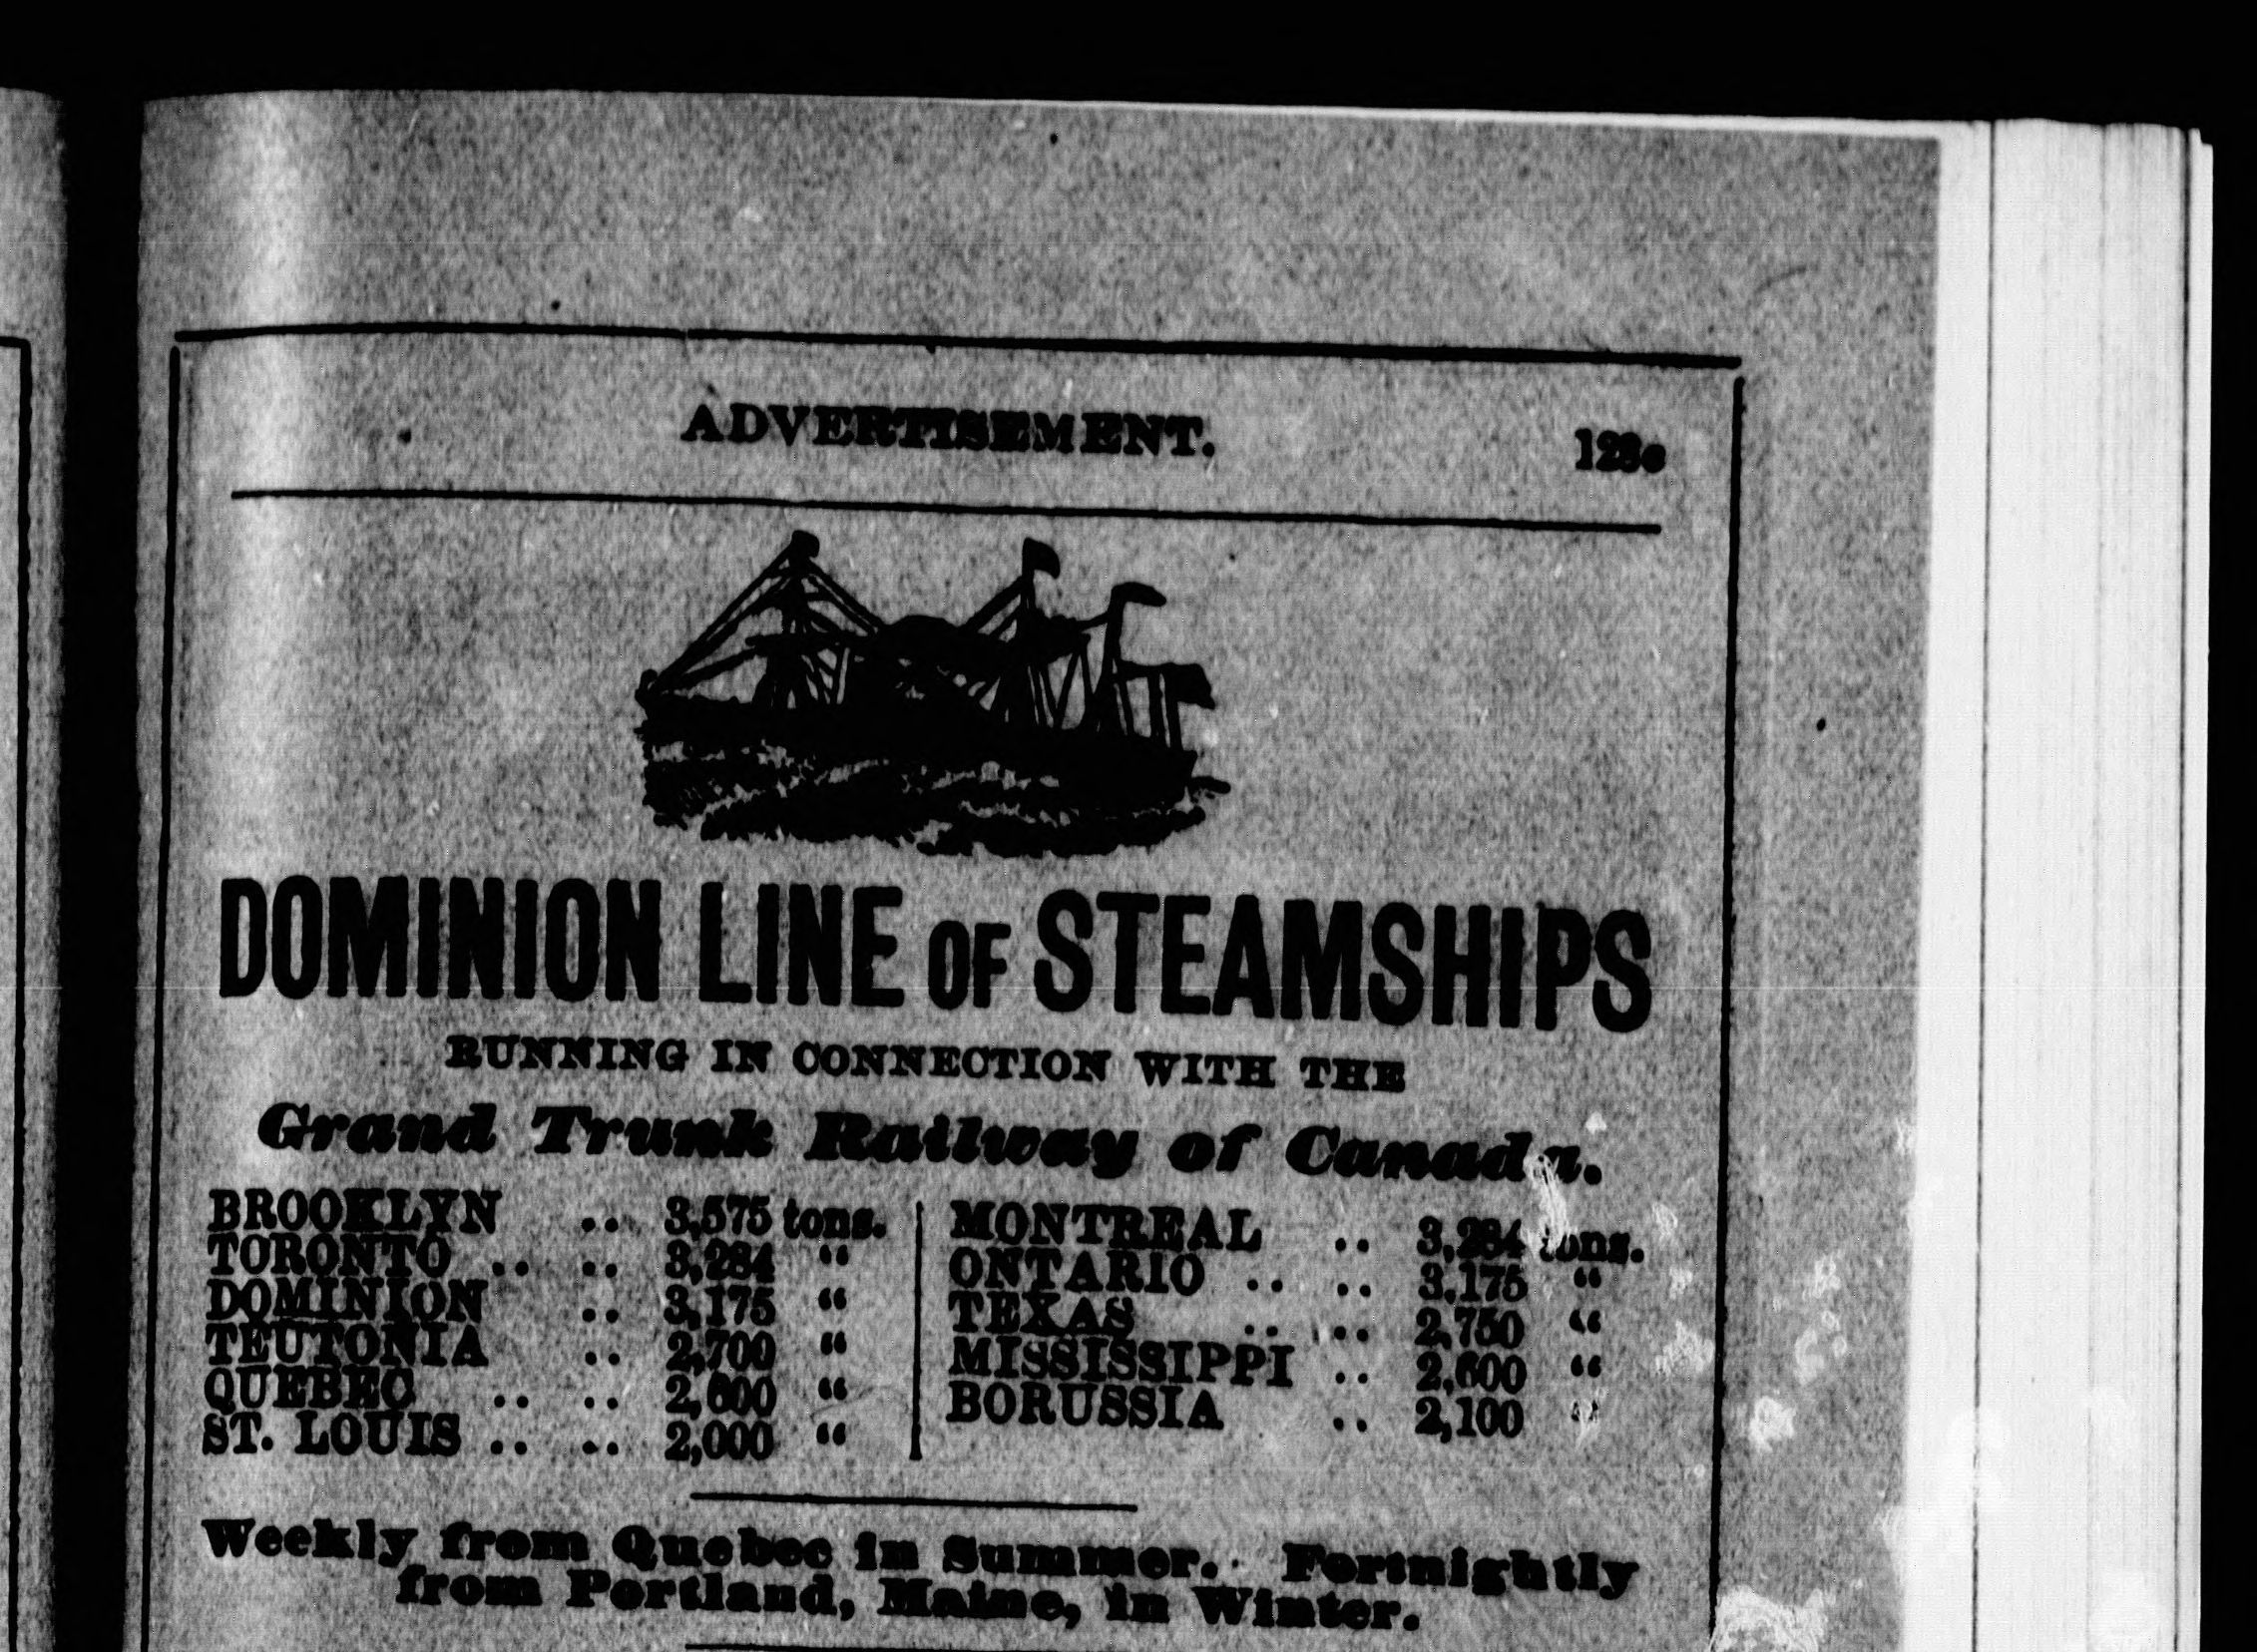 ADVERTISEMENT.
DOMINION LINE OF STEAMSHIPS
RUNNING IN CONNECTION WITH THE
Grand Trunk Railway of Canada.
BROOKLYN .. 3,575 tons.
TORONTO .. .. 3,284 "
DOMINION .. 3,175 "
TEUTONIA .. 2,700 "
QUEBEC .. .. 2,600 "
ST. LOUIS .. .. 2,000 "
MONTREAL .. 3,284 tons.
ONTARIO .. .. 3,175 "
TEXAS .. .. 2,750 "
MISSISSIPPI .. 2,600 "
BORUSSIA .. 2,100 "
Weekly from Quebec in Summer. Fortnightly
from Portland, Maine, in Winter.